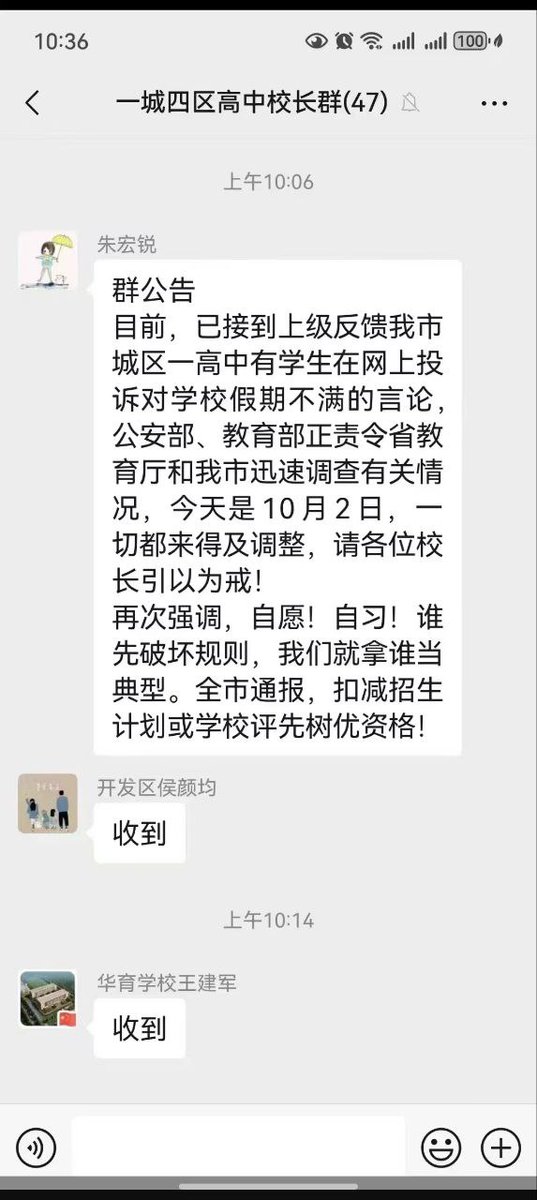 10:36
100
一城四区高中校长群(47)
上午10:06
朱宏锐
群公告
目前，已接到上级反馈我市
城区一高中有学生在网上投
诉对学校假期不满的言论，
公安部、教育部正责令省教
育厅和我市迅速调查有关情
况，今天是10月2日，一
切都来得及调整，请各位校
长引以为戒！
再次强调，自愿！自习！谁
先破坏规则，我们就拿谁当
典型。全市通报，扣减招生
计划或学校评先树优资格！
开发区侯颜均
收到
上午10:14
华育学校王建军
收到